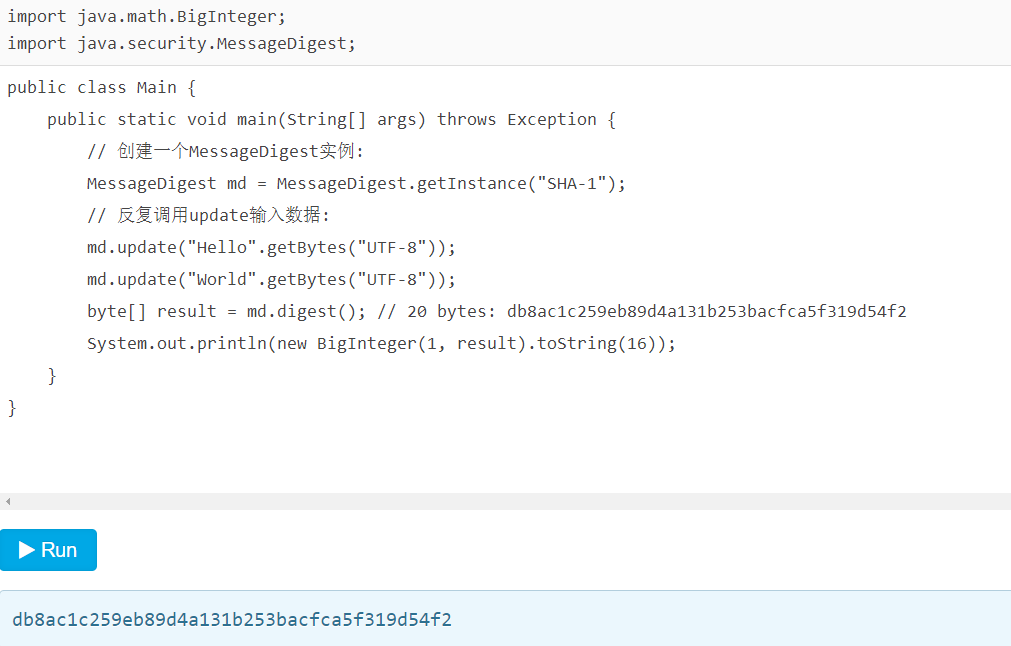 import java.math.BigInteger;
import java.security.MessageDigest;
public class Main {
    public static void main(String[] args) throws Exception {
        // 创建一个MessageDigest实例:
        MessageDigest md = MessageDigest.getInstance("SHA-1");
        // 反复调用update输入数据:
        md.update("Hello".getBytes("UTF-8"));
        md.update("World".getBytes("UTF-8"));
        byte[] result = md.digest(); // 20 bytes: db8ac1c259eb89d4a131b253bacfca5f319d54f2
        System.out.println(new BigInteger(1, result).toString(16));
    }
}
Run
db8ac1c259eb89d4a131b253bacfca5f319d54f2